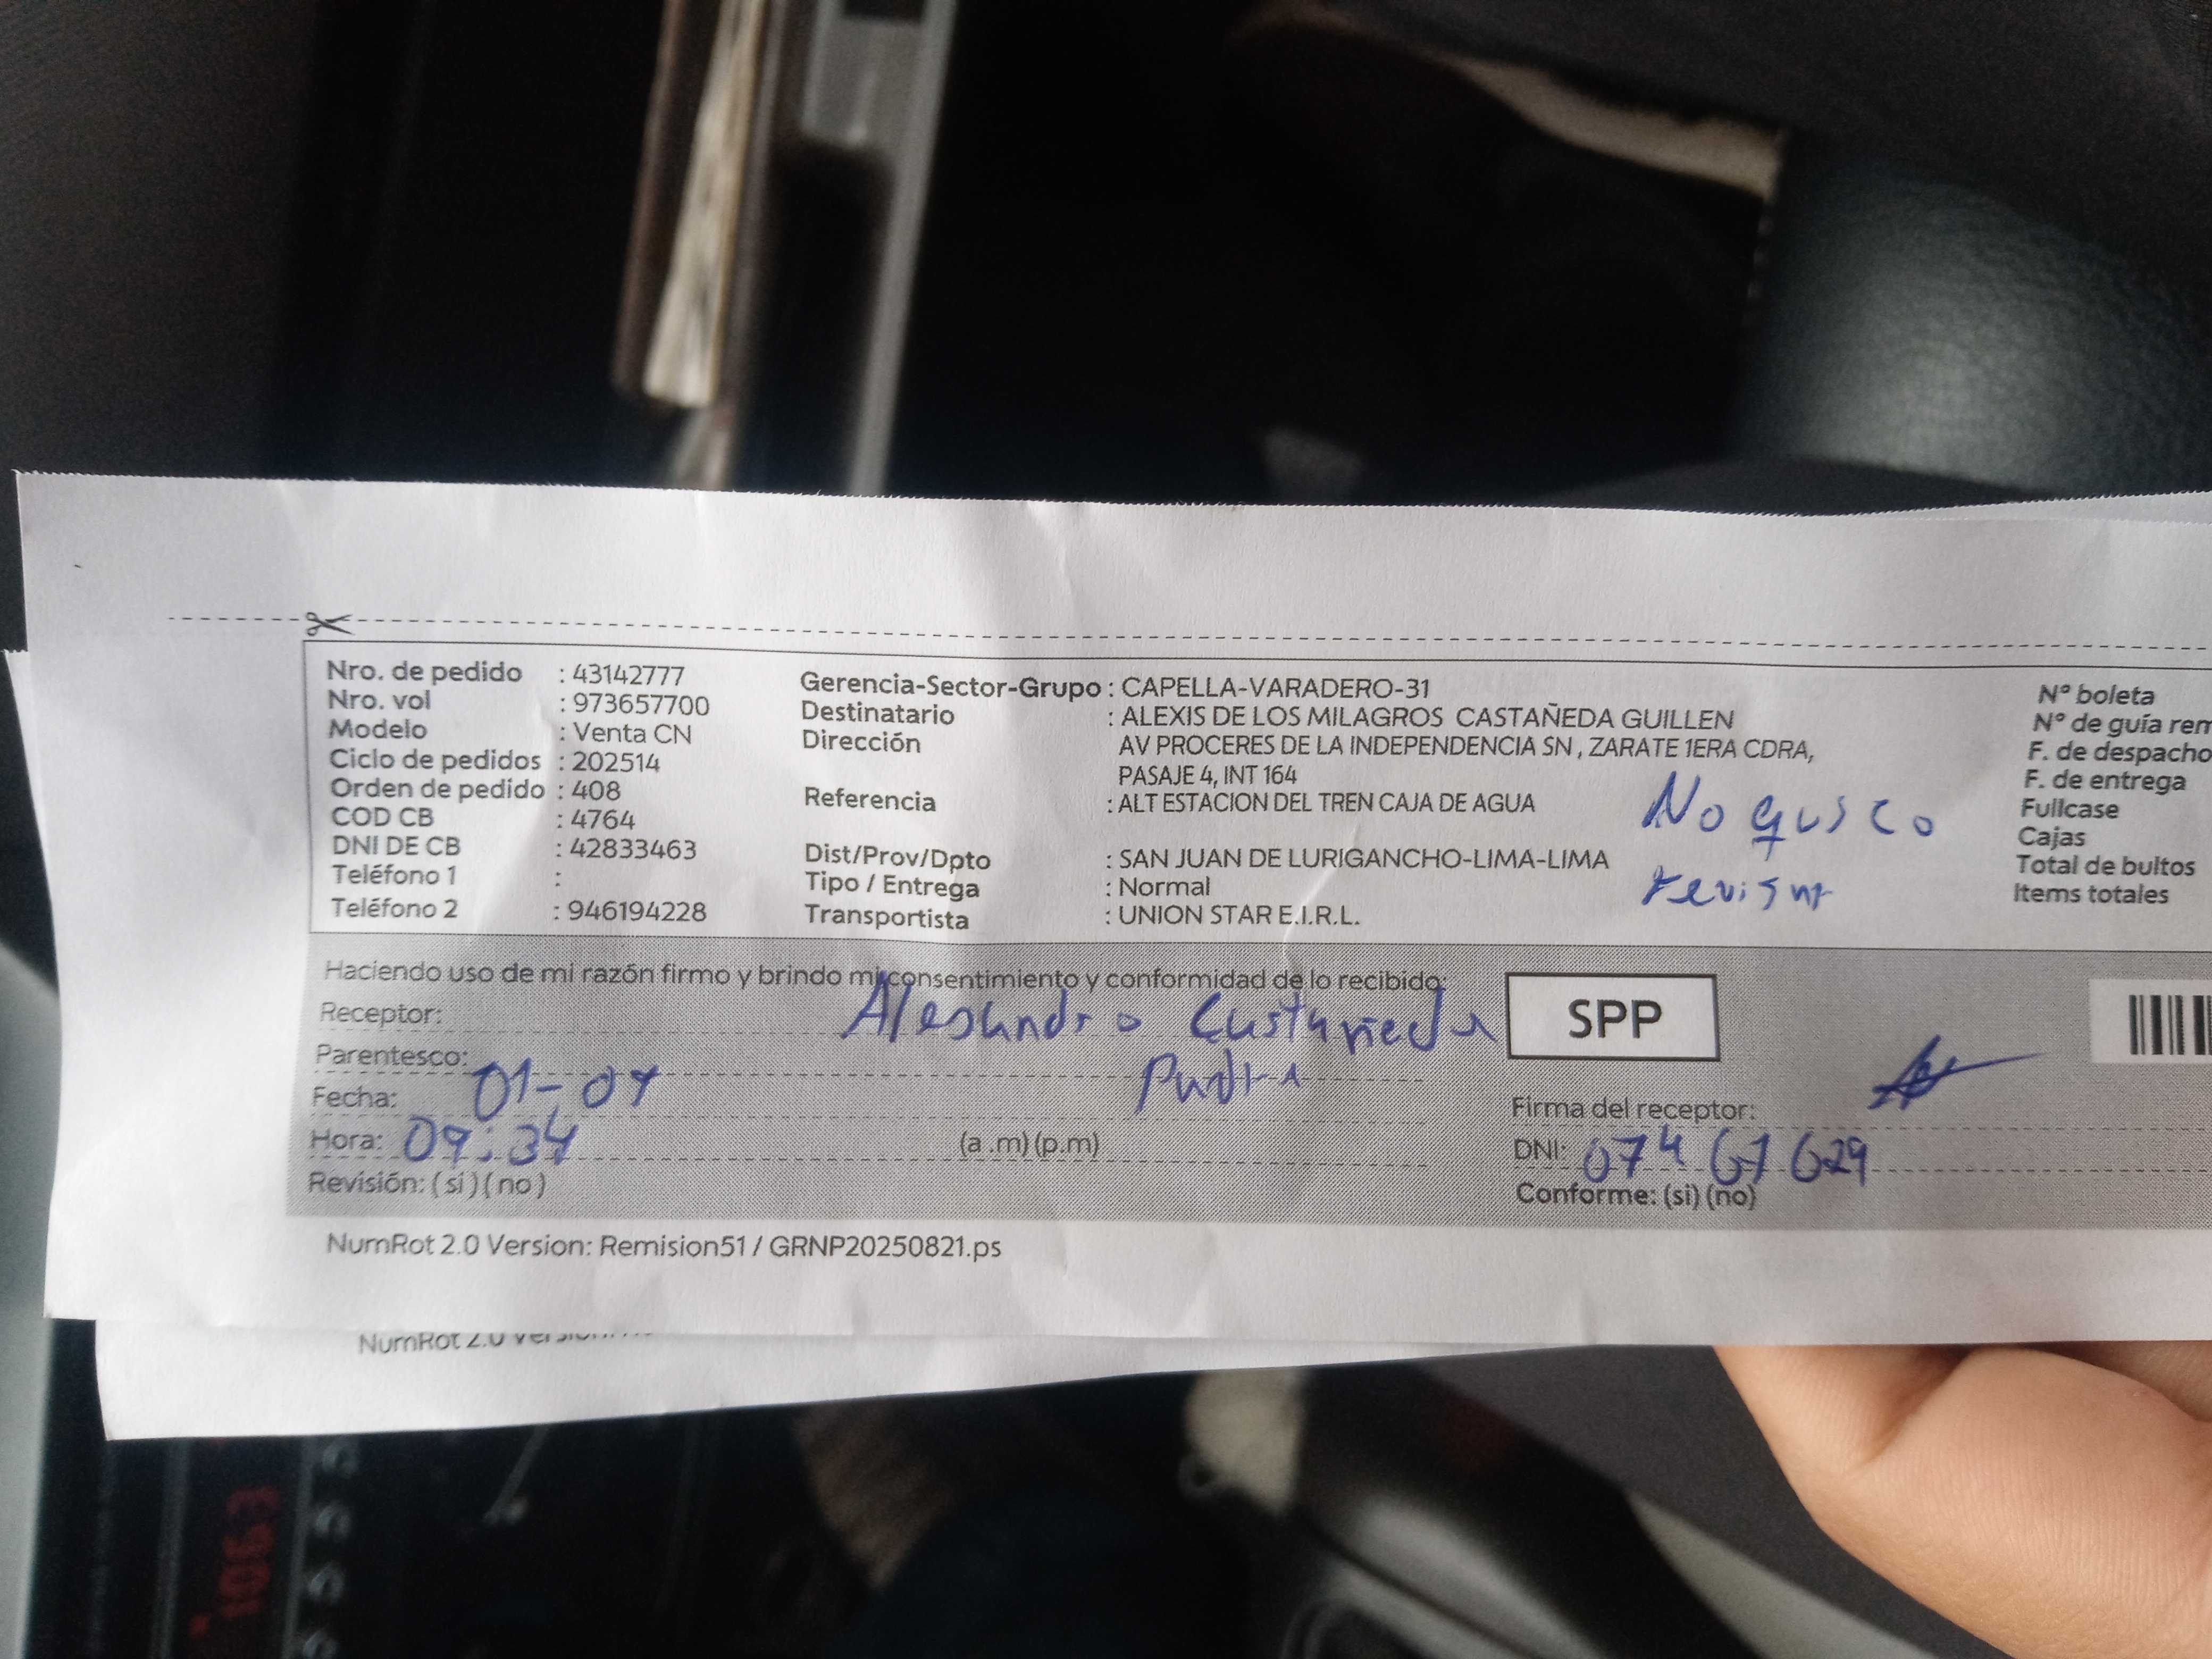 Nro. de pedido : 43142777
Nro. vol : 973657700
Modelo : Venta CN
Ciclo de pedidos : 202514
Orden de pedido : 408
COD CB : 4764
DNI DE CB : 42833463
Teléfono 1 :
Teléfono 2 : 946194228
Gerencia-Sector-Grupo : CAPELLA-VARADERO-31
Destinatario : ALEXIS DE LOS MILAGROS CASTAÑEDA GUILLEN
Dirección AV PROCERES DE LA INDEPENDENCIA SN , ZARATE 1ERA CDRA,
PASAJE 4, INT 164
Referencia : ALT ESTACION DEL TREN CAJA DE AGUA
Dist/Prov/Dpto : SAN JUAN DE LURIGANCHO-LIMA-LIMA
Tipo / Entrega : Normal
Transportista : UNION STAR E.I.R.L.
No
Nº boleta
Nº de guía rem
F. de despacho
F. de entrega
Fullcase
Cajas
Total de bultos
Items totales
Haciendo uso de mi razón firmo y brindo mi consentimiento y conformidad de lo recibido:
Receptor: Alesandro Castañeda
Parentesco:
Fecha: 01-09
Hora: 09:34 (a .m) (p.m)
Revisión: ( si ) ( no )
SPP
Firma del receptor:
DNI: 07467629
Conforme: (si) (no)
NumRot 2.0 Version: Remision51 / GRNP20250821.ps
NumRot 2.0
1063